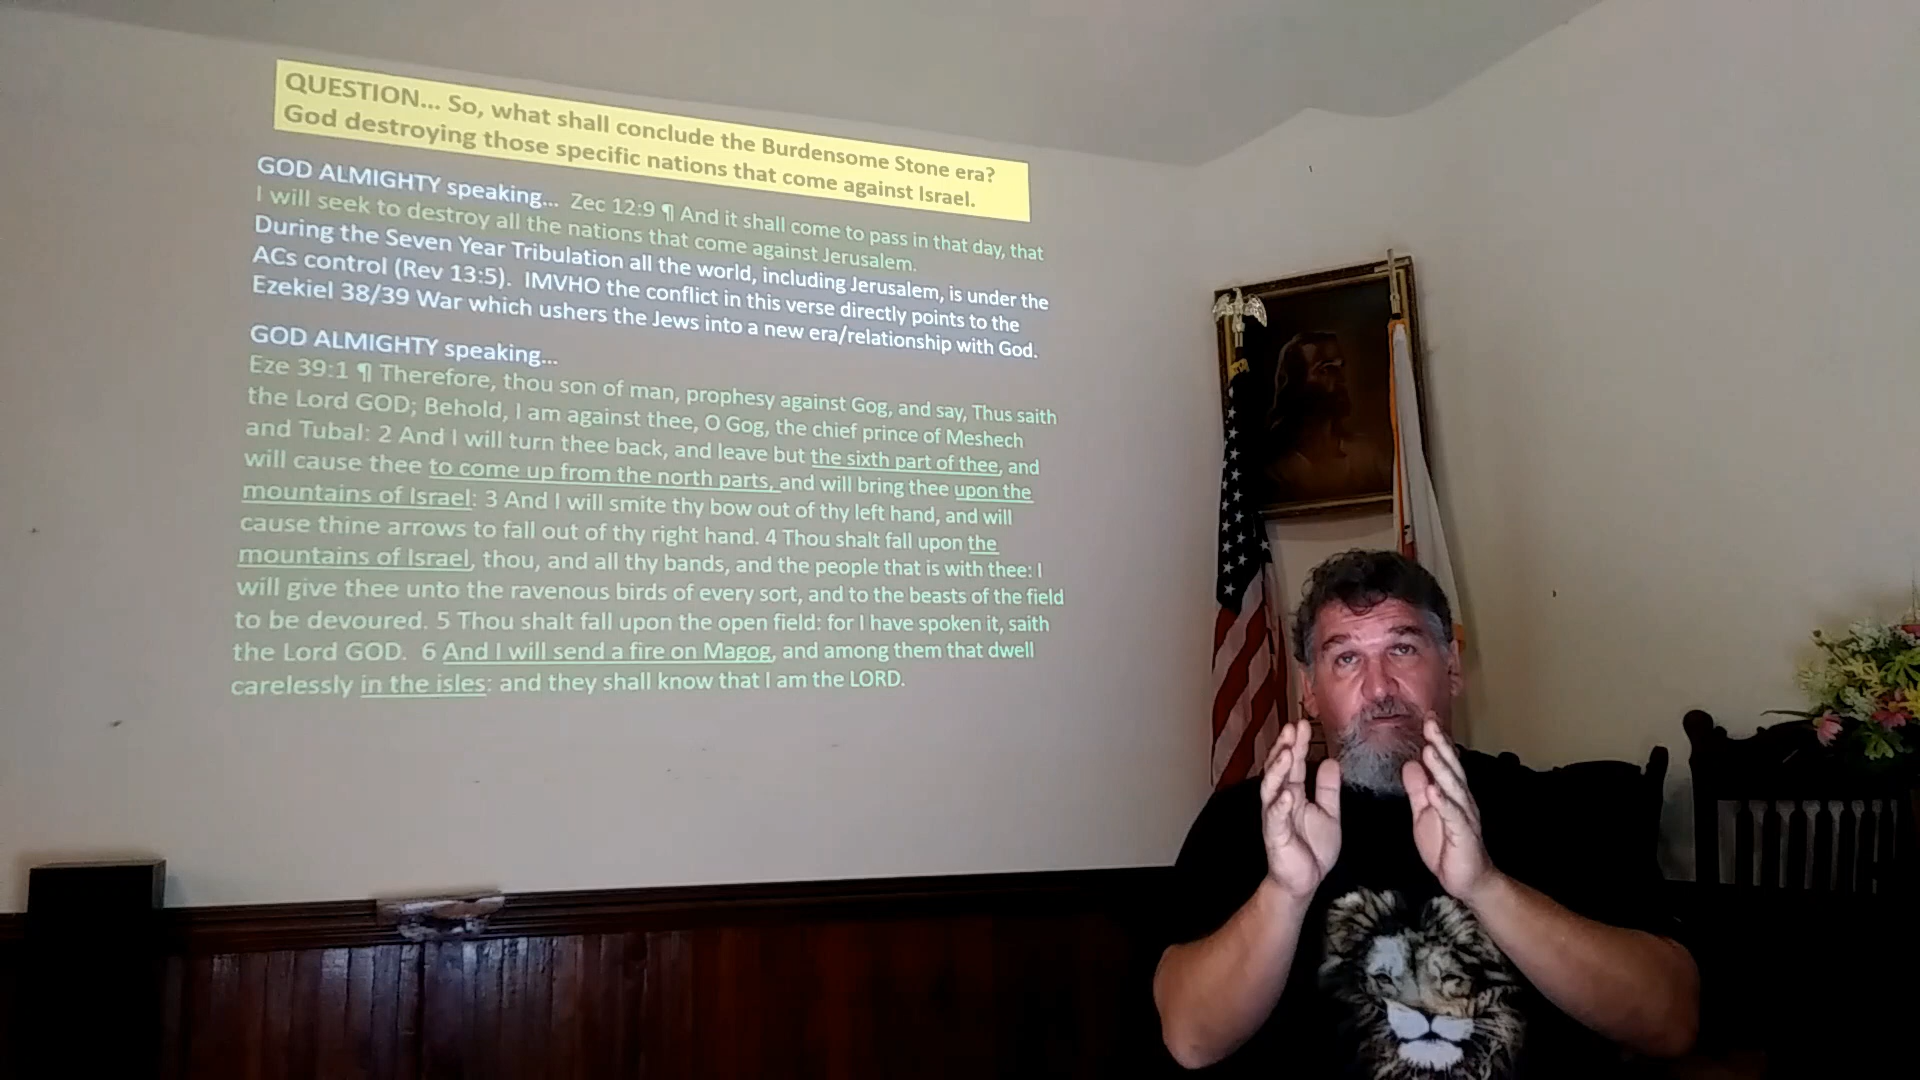 QUESTION... So, what shall conclude the Burdensome Stone era?
God destroying those specific nations that come against Israel.
GOD ALMIGHTY speaking... Zec 12:9 ¶ And it shall come to pass in that day, that
I will seek to destroy all the nations that come against Jerusalem.
During the Seven Year Tribulation all the world, including Jerusalem, is under the
ACs control (Rev 13:5). IMVHO the conflict in this verse directly points to the
Ezekiel 38/39 War which ushers the Jews into a new era/relationship with God.
GOD ALMIGHTY speaking...
Eze 39:1 ¶ Therefore, thou son of man, prophesy against Gog, and say, Thus saith
the Lord GOD; Behold, I am against thee, O Gog, the chief prince of Meshech
and Tubal: 2 And I will turn thee back, and leave but the sixth part of thee, and
will cause thee to come up from the north parts, and will bring thee upon the
mountains of Israel: 3 And I will smite thy bow out of thy left hand, and will
cause thine arrows to fall out of thy right hand. 4 Thou shalt fall upon the
mountains of Israel, thou, and all thy bands, and the people that is with thee: I
will give thee unto the ravenous birds of every sort, and to the beasts of the field
to be devoured. 5 Thou shalt fall upon the open field: for I have spoken it, saith
the Lord GOD. 6 And I will send a fire on Magog, and among them that dwell
carelessly in the isles: and they shall know that I am the LORD.